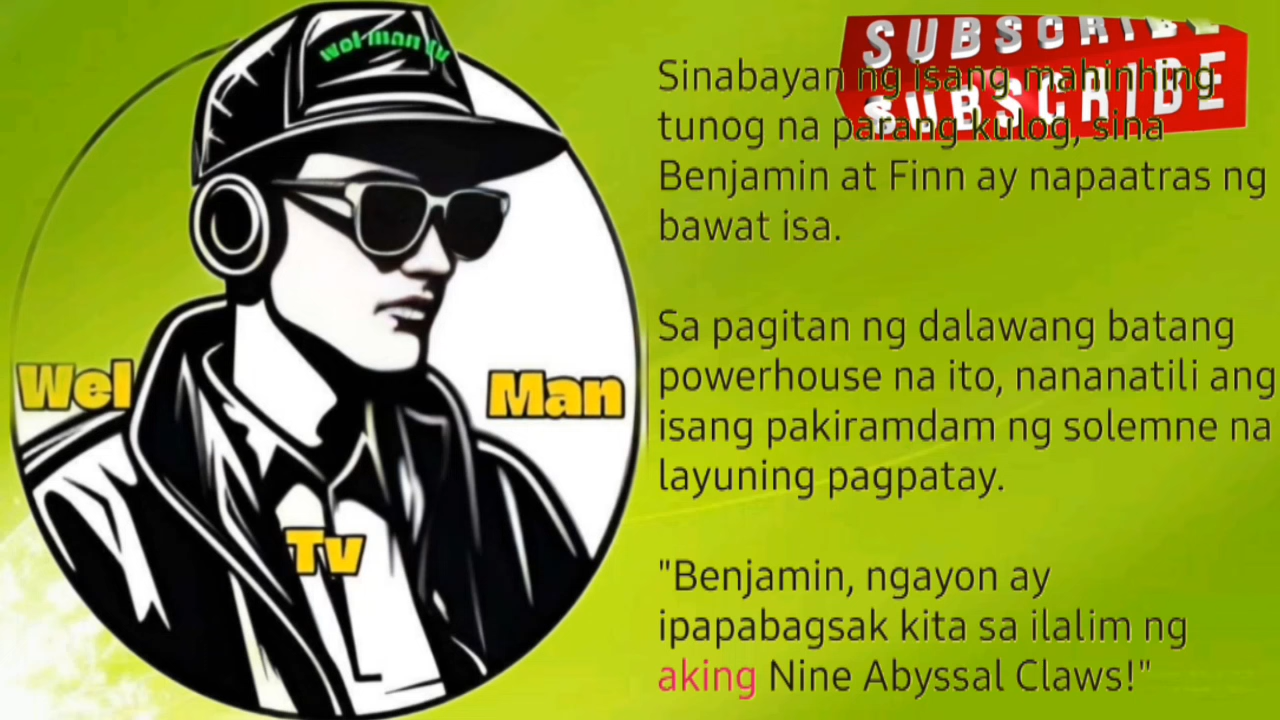 wel man tv
Wel
Man
Tv
SUBSCRIBE
SUBSCRIBE
Sinabayan ng isang mahinhing
tunog na parang kulog, sina
Benjamin at Finn ay napaatras ng
bawat isa.
Sa pagitan ng dalawang batang
powerhouse na ito, nananatili ang
isang pakiramdam ng solemne na
layuning pagpatay.
"Benjamin, ngayon ay
ipapabagsak kita sa ilalim ng
aking Nine Abyssal Claws!"